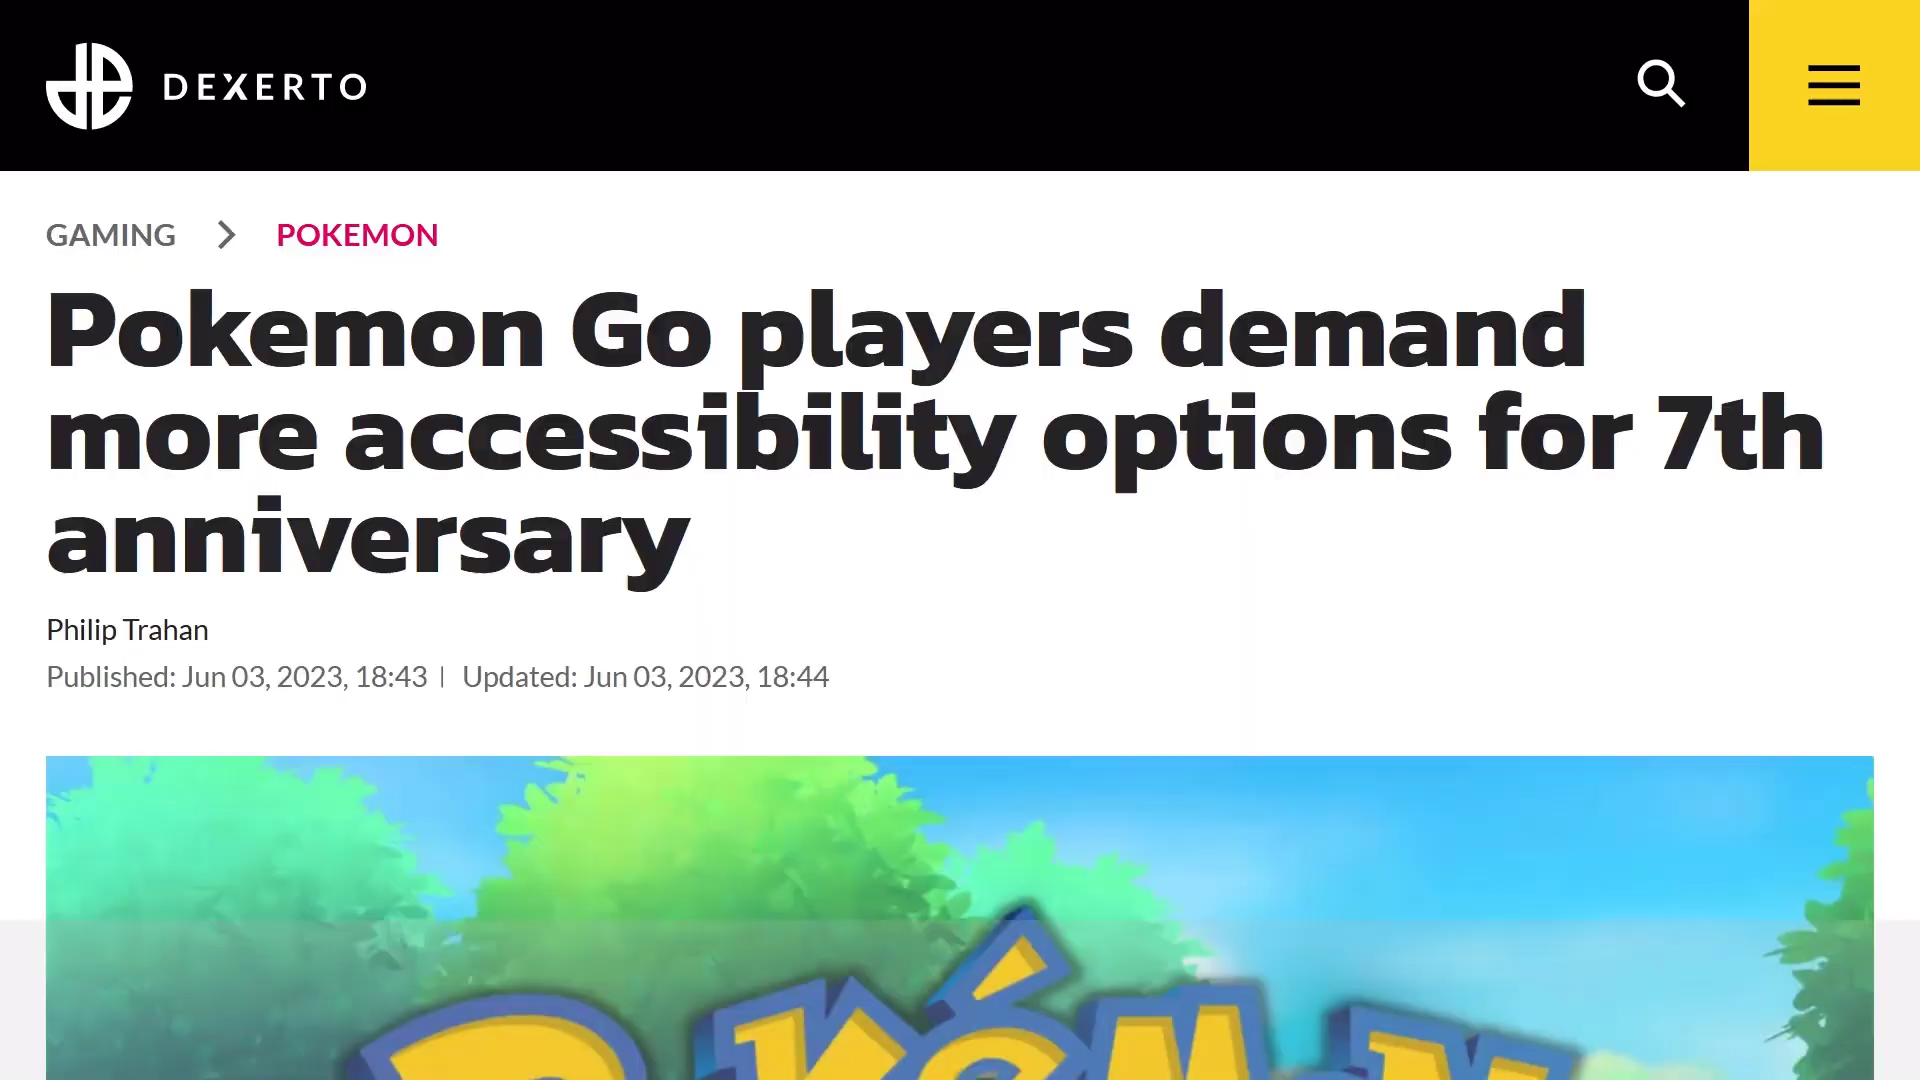 DEXERTO
GAMING > POKEMON
Pokemon Go players demand
more accessibility options for 7th
anniversary
Philip Trahan
Published: Jun 03, 2023, 18:43 | Updated: Jun 03, 2023, 18:44
POKÉMON